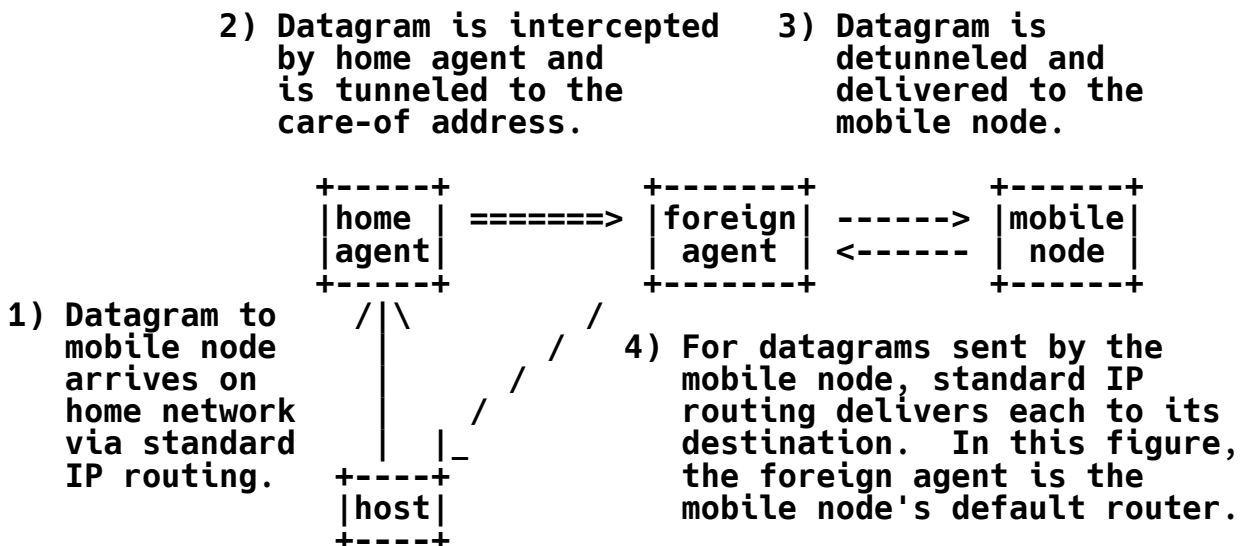 2) Datagram is intercepted   3) Datagram is
   by home agent and            detunneled and
   is tunneled to the           delivered to the
   care-of address.             mobile node.

     +-----+          +-------+         +------+
     |home | =======> |foreign| ------> |mobile|
     |agent|          | agent | <------ | node |
     +-----+          +-------+         +------+
1) Datagram to    /|\         /
   mobile node     |        /   4) For datagrams sent by the
   arrives on      |      /        mobile node, standard IP
   home network    |    /          routing delivers each to its
   via standard    |  |_           destination.  In this figure,
   IP routing.   +----+            the foreign agent is the
                 |host|            mobile node's default router.
                 +----+